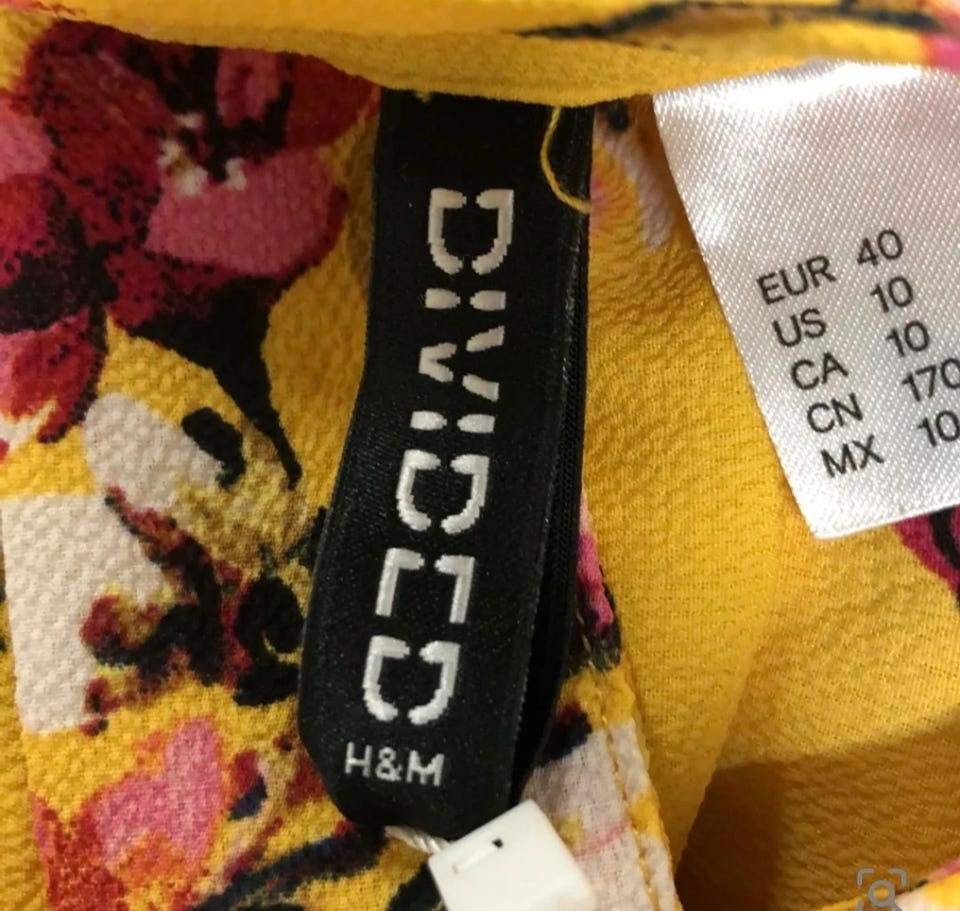 DIVIDED
H&M
EUR 40
US 10
CA 10
CN 170
MX 10